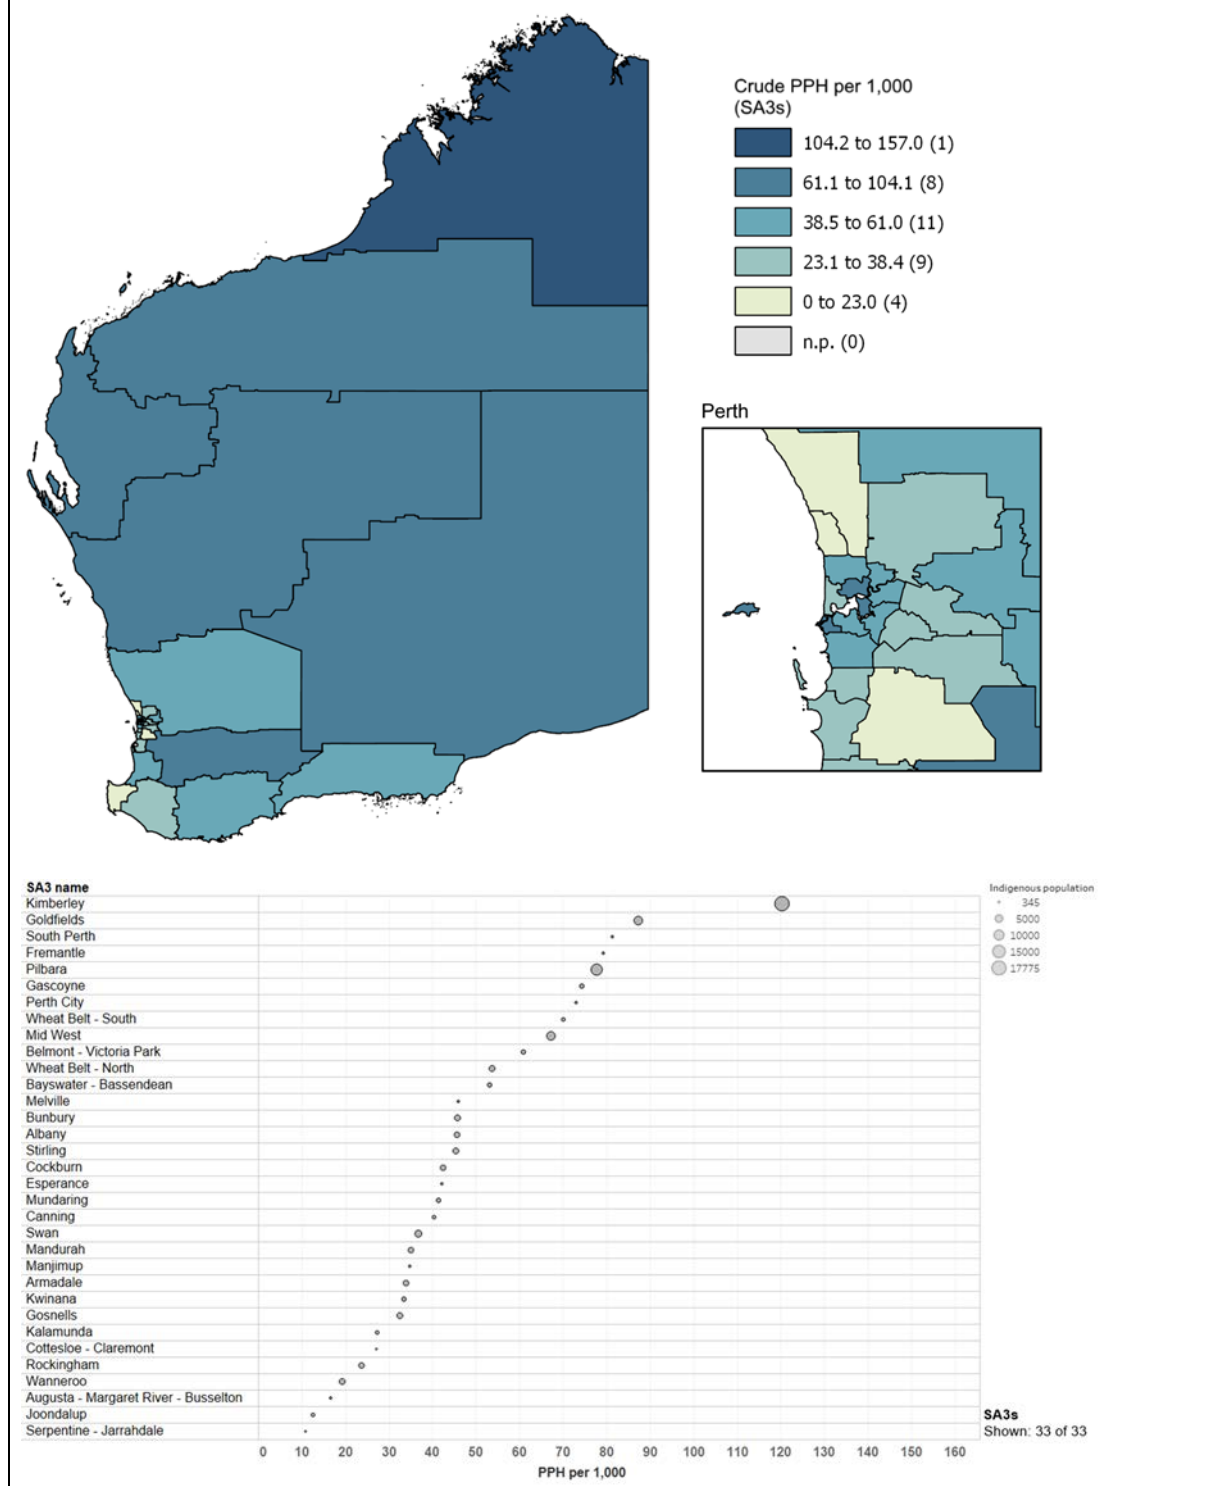 Crude PPH per 1,000
(SA3s)
104.2 to 157.0 (1)
61.1 to 104.1 (8)
38.5 to 61.0 (11)
23.1 to 38.4 (9)
0 to 23.0 (4)
n.p. (0)
Perth
SA3 name
Kimberley
Goldfields
South Perth
Fremantle
Pilbara
Gascoyne
Perth City
Wheat Belt - South
Mid West
Belmont - Victoria Park
Wheat Belt - North
Bayswater - Bassendean
Melville
Bunbury
Albany
Stirling
Cockburn
Esperance
Mundaring
Canning
Swan
Mandurah
Manjimup
Armadale
Kwinana
Gosnells
Kalamunda
Cottesloe - Claremont
Rockingham
Wanneroo
Augusta - Margaret River - Busselton
Joondalup
Serpentine - Jarrahdale
0 10 20 30 40 50 60 70 80 90 100 110 120 130 140 150 160
PPH per 1,000
Indigenous population
345
5000
10000
15000
17775
SA3s
Shown: 33 of 33